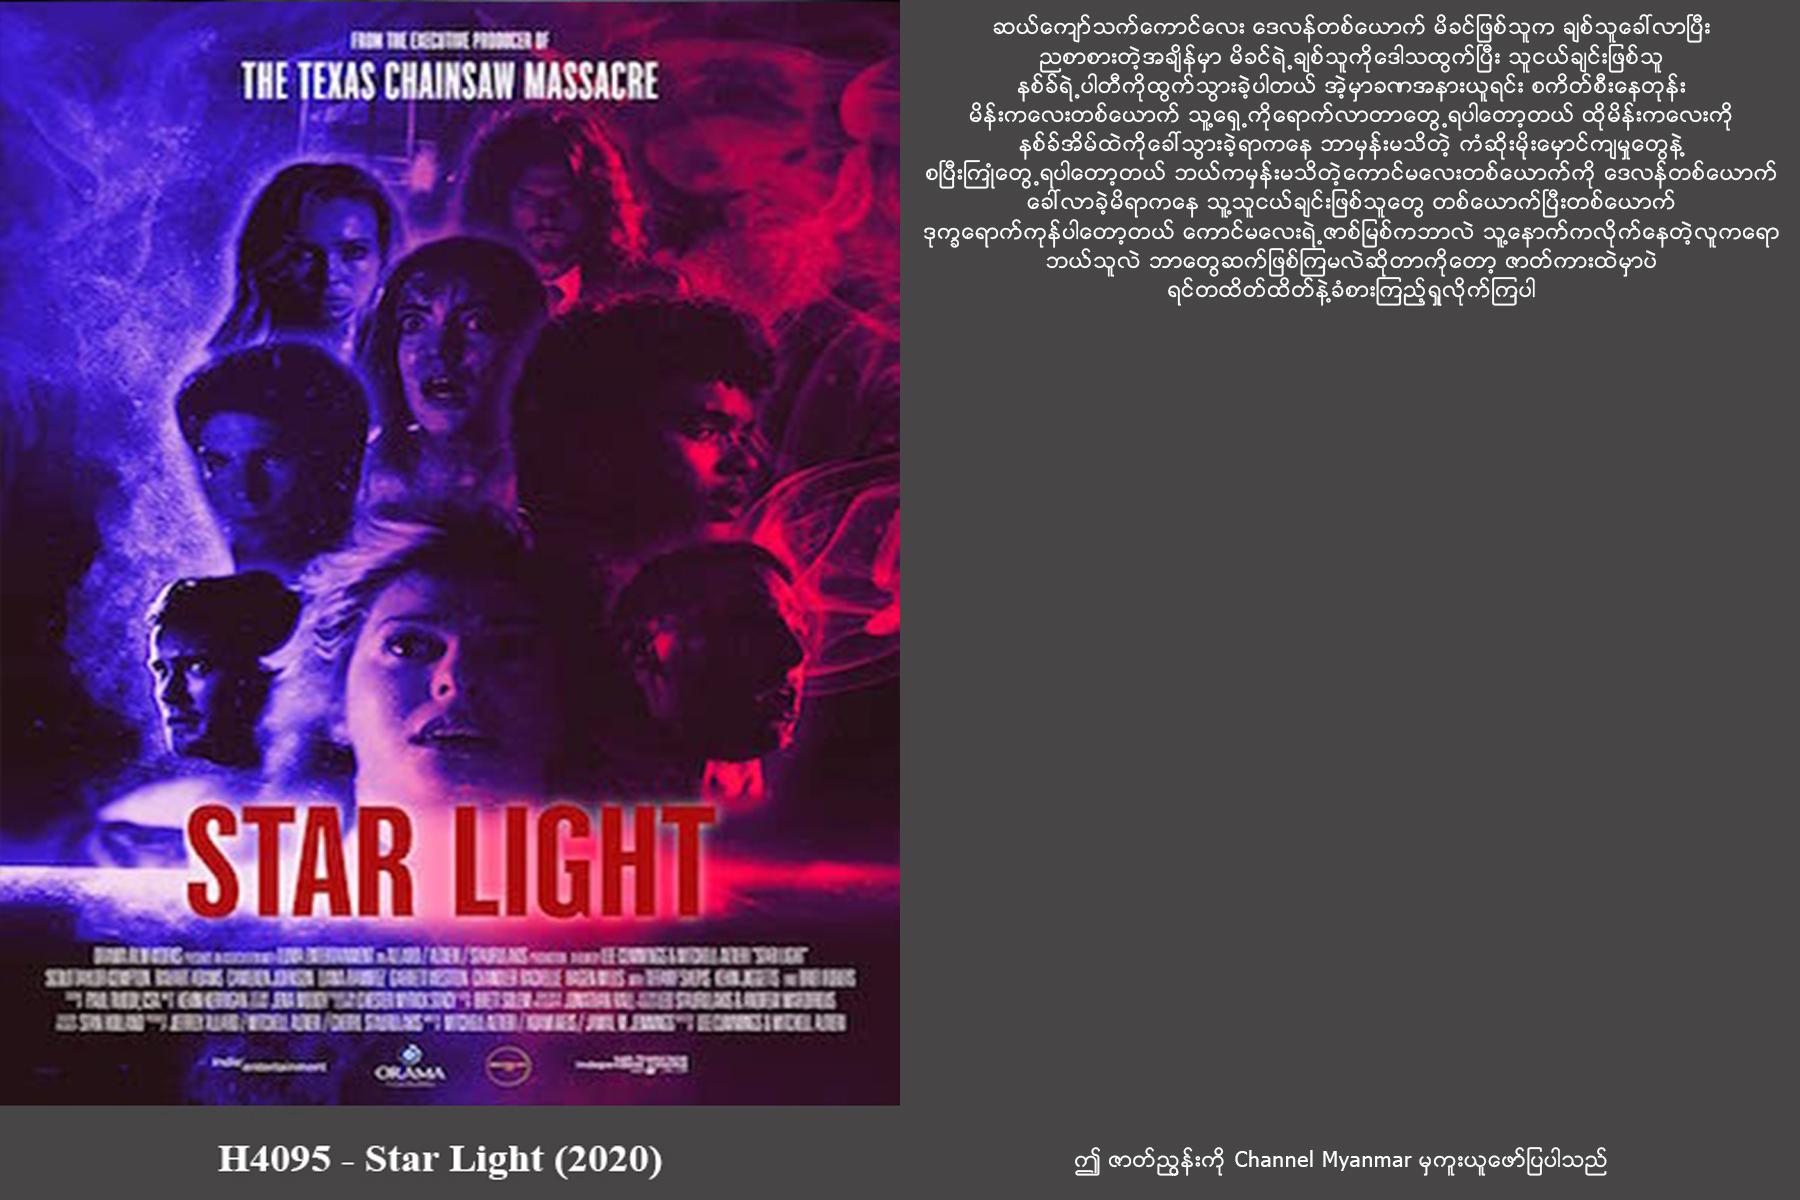 FROM THE EXECUTIVE PRODUCER OF
THE TEXAS CHAINSAW MASSACRE
STAR LIGHT
indie entertainment
ORAMA
H4095 - Star Light (2020)
ဆယ်ကျော်သက်ကောင်လေး ဒေလန်တစ်ယောက် မိခင်ဖြစ်သူက ချစ်သူခေါ်လာပြီး
ညစာစားတဲ့အချိန်မှာ မိခင်ရဲ့ချစ်သူကိုဒေါသထွက်ပြီး သူငယ်ချင်းဖြစ်သူ
နစ်ခ်ရဲ့ပါတီကိုထွက်သွားခဲ့ပါတယ် အဲ့မှာခဏအနားယူရင်း စကိတ်စီးနေတုန်း
မိန်းကလေးတစ်ယောက် သူ့ရှေ့ကိုရောက်လာတာတွေ့ရပါတော့တယ် ထိုမိန်းကလေးကို
နစ်ခ်အိမ်ထဲကိုခေါ်သွားခဲ့ရာကနေ ဘာမှန်းမသိတဲ့ ကံဆိုးမိုးမှောင်ကျမှုတွေနဲ့
စပြီးကြုံတွေ့ရပါတော့တယ် ဘယ်ကမှန်းမသိတဲ့ကောင်မလေးတစ်ယောက်ကို ဒေလန်တစ်ယောက်
ခေါ်လာခဲ့မိရာကနေ သူ့သူငယ်ချင်းဖြစ်သူတွေ တစ်ယောက်ပြီးတစ်ယောက်
ဒုက္ခရောက်ကုန်ပါတော့တယ် ကောင်မလေးရဲ့ဇာစ်မြစ်ကဘာလဲ သူ့နောက်ကလိုက်နေတဲ့လူကရော
ဘယ်သူလဲ ဘာတွေဆက်ဖြစ်ကြမလဲဆိုတာကိုတော့ ဇာတ်ကားထဲမှာပဲ
ရင်တထိတ်ထိတ်နဲ့ခံစားကြည့်ရှုလိုက်ကြပါ
ဤ ဇာတ်ညွှန်းကို Channel Myanmar မှကူးယူဖော်ပြပါသည်